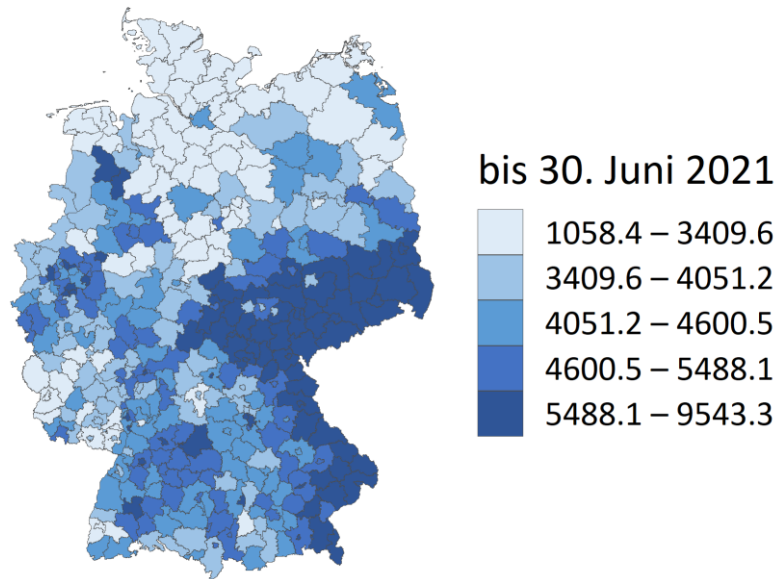 bis 30. Juni 2021
1058.4 – 3409.6
3409.6 – 4051.2
4051.2 – 4600.5
4600.5 – 5488.1
5488.1 – 9543.3